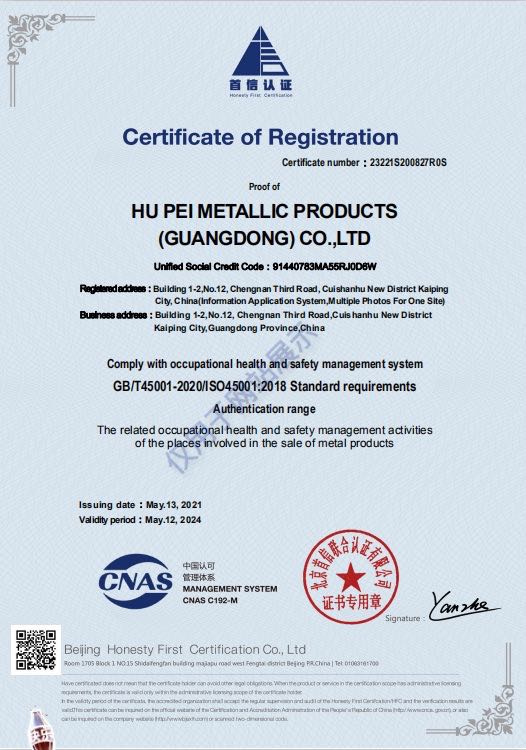 首信认证
Honesty First Certification
Certificate of Registration
Certificate number：23221S200827R0S
Proof of
HU PEI METALLIC PRODUCTS
(GUANGDONG) CO.,LTD
Unified Social Credit Code：91440783MA55RJ0D6W
Registered address：Building 1-2,No.12, Chengnan Third Road, Cuishanhu New District Kaiping
City, China(Information Application System,Multiple Photos For One Site)
Business address：Building 1-2,No.12, Chengnan Third Road,Cuishanhu New District
Kaiping City,Guangdong Province,China
Comply with occupational health and safety management system
GB/T45001-2020/ISO45001:2018 Standard requirements
Authentication range
The related occupational health and safety management activities
of the places involved in the sale of metal products
仅用于网站展示
Issuing date：May.13, 2021
Validity period：May.12, 2024
CNAS
中国认可
管理体系
MANAGEMENT SYSTEM
CNAS C192-M
北京首信联合认证有限公司
证书专用章
Signature :
Beijing Honesty First Certification Co., Ltd
Room 1705 Block 1 NO.15 Shidaifengfan building majiapu road west Fengtai district Beijing P.R.China | Tel: 01063161700
Have certificated does not mean that the certificate holder can avoid other legal obligations. When the product or service in the certification scope has administrative licensing
requirements, the certificate is valid only within the administrative licensing scope of the certificate holder.
In the validity period of the certificate, the accredited organization shall accept the regular supervision and audit of the Honesty First Certification/HFC and the verification results are
valid.This certificate can be inquired on the official website of the Certification and Accreditation Administration of the People's Republic of China (http://www.cnca. gov.cn), or also
can be inquired on the company website (http://www.bjsxrh.com) or scanned two-dimensional code.